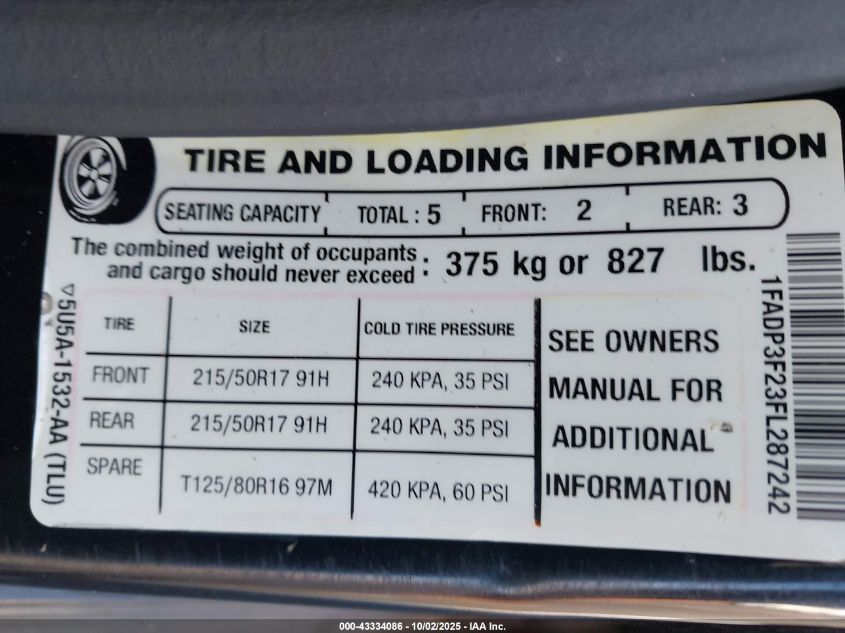 TIRE AND LOADING INFORMATION
SEATING CAPACITY TOTAL : 5 FRONT: 2 REAR: 3
The combined weight of occupants
and cargo should never exceed : 375 kg or 827 lbs.
TIRE SIZE COLD TIRE PRESSURE
FRONT 215/50R17 91H 240 KPA, 35 PSI
REAR 215/50R17 91H 240 KPA, 35 PSI
SPARE T125/80R16 97M 420 KPA, 60 PSI
SEE OWNERS
MANUAL FOR
ADDITIONAL
INFORMATION
▽5U5A-1532-AA (TLU)
1FADP3F23FL287242
000-43334086 - 10/02/2025 - IAA Inc.